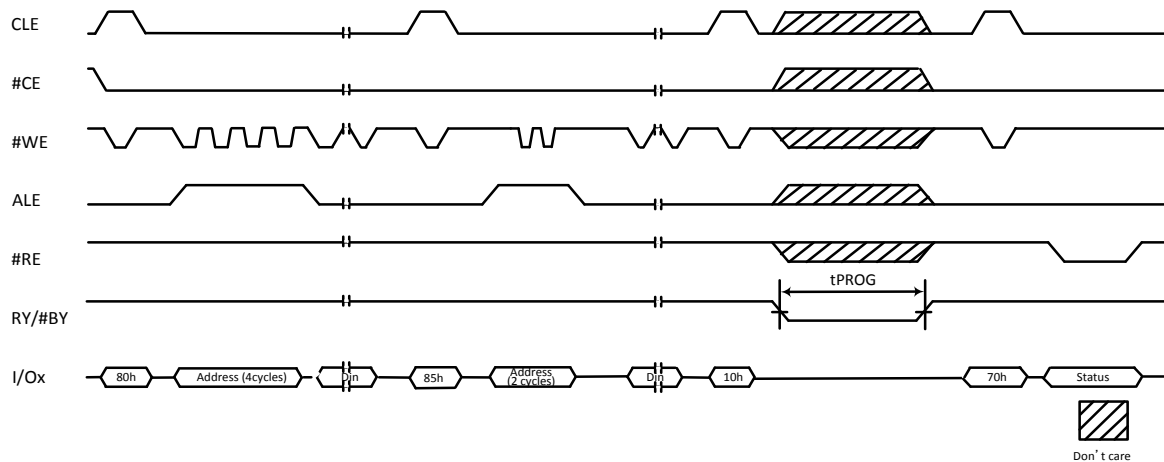 CLE
#CE
#WE
ALE
#RE
tPROG
RY/#BY
I/Ox
80h
Address (4cycles)
Din
85h
Address
(2 cycles)
Din
10h
70h
Status
Don' t care